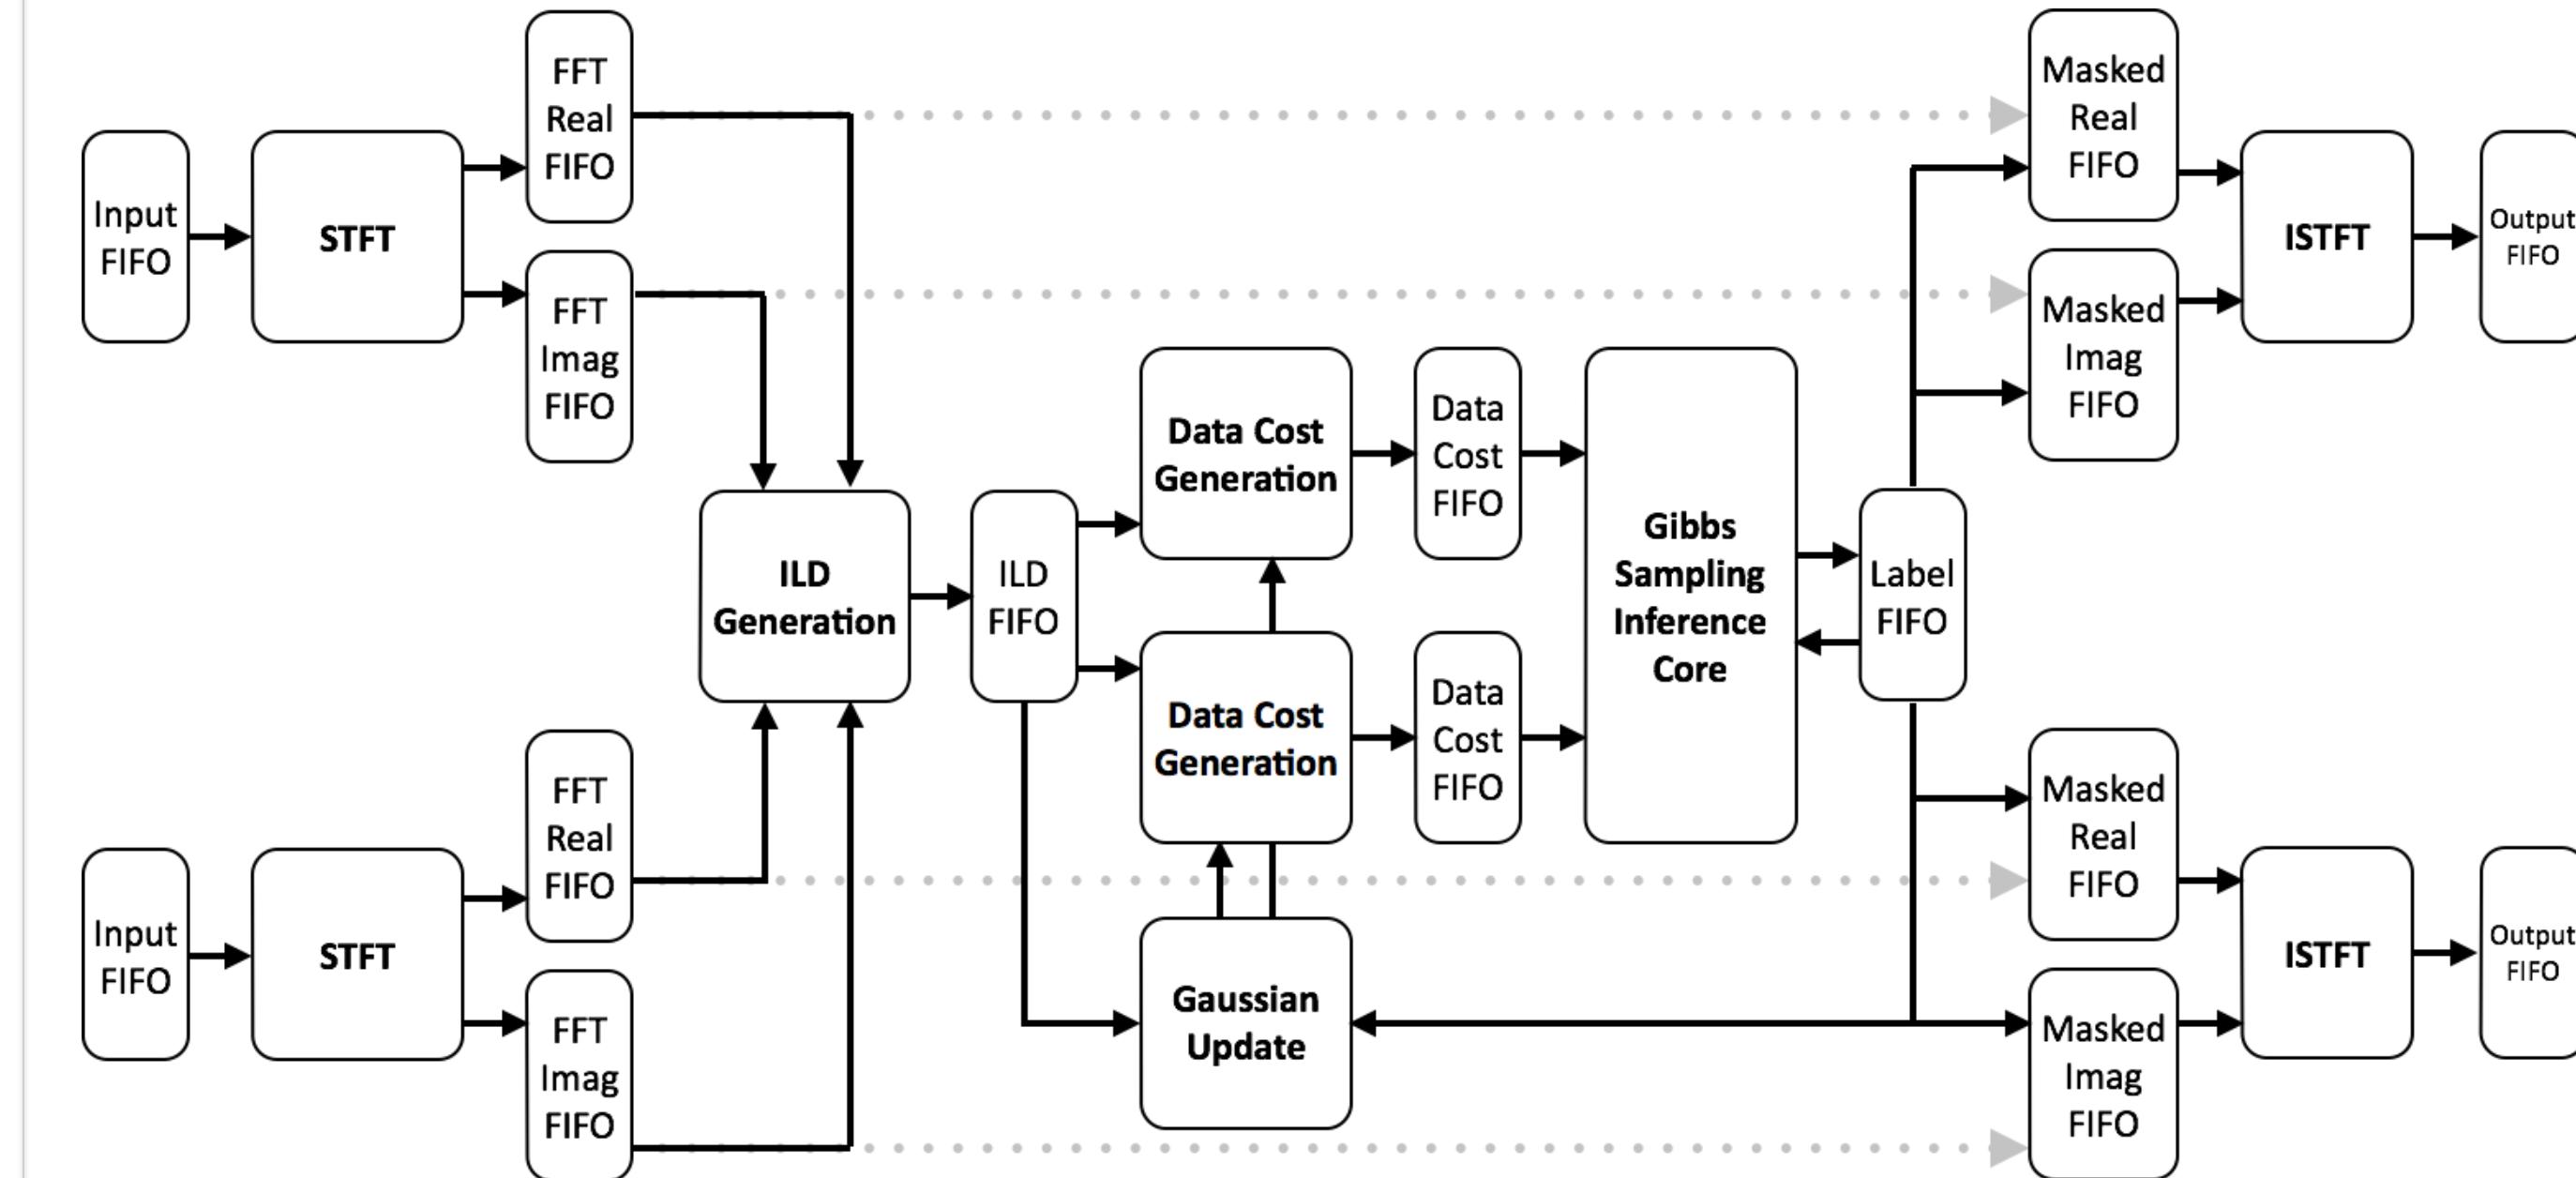 Input
FIFO
STFT
FFT
Real
FIFO
FFT
Imag
FIFO
Input
FIFO
STFT
FFT
Real
FIFO
FFT
Imag
FIFO
ILD
Generation
ILD
FIFO
Data Cost
Generation
Data Cost
Generation
Gaussian
Update
Data
Cost
FIFO
Data
Cost
FIFO
Gibbs
Sampling
Inference
Core
Label
FIFO
Masked
Real
FIFO
Masked
Imag
FIFO
ISTFT
Output
FIFO
Masked
Real
FIFO
Masked
Imag
FIFO
ISTFT
Output
FIFO